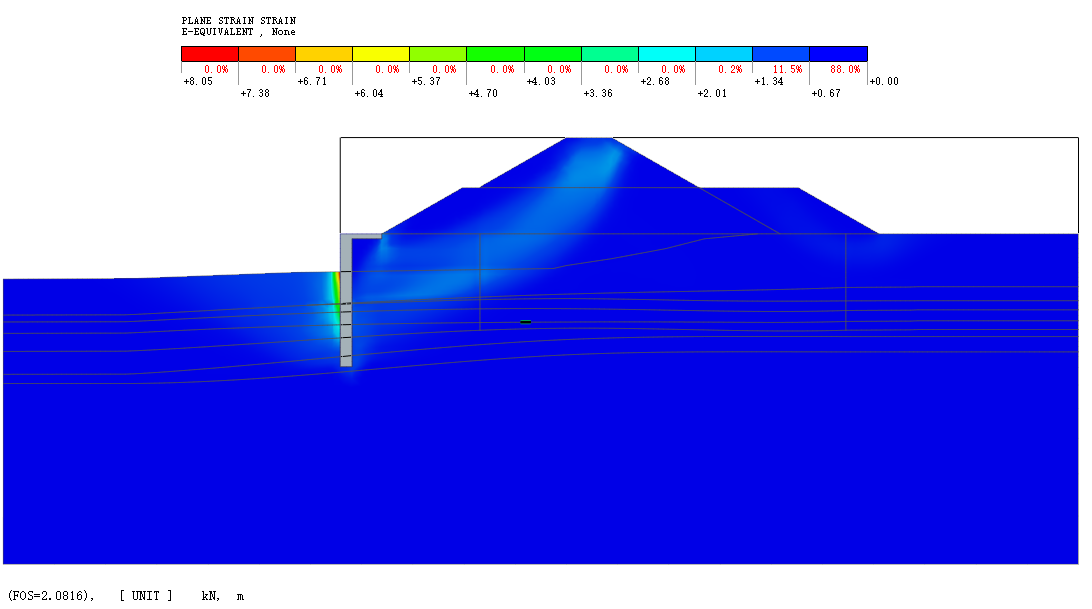 PLANE STRAIN STRAIN
E-EQUIVALENT , None
0.0% 0.0% 0.0% 0.0% 0.0% 0.0% 0.0% 0.0% 0.0% 0.2% 11.5% 88.0%
+8.05 +6.71 +5.37 +4.03 +2.68 +1.34 +0.00
+7.38 +6.04 +4.70 +3.36 +2.01 +0.67
(FOS=2.0816), [ UNIT ] kN, m